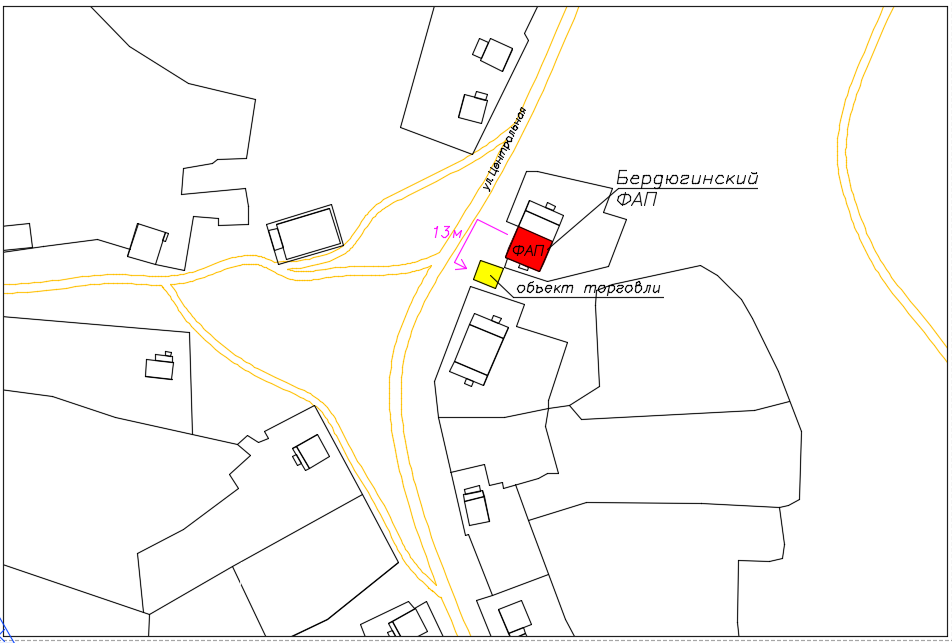 ул. Центральная
Бердюгинский
ФАП
13м
ФАП
объект торговли